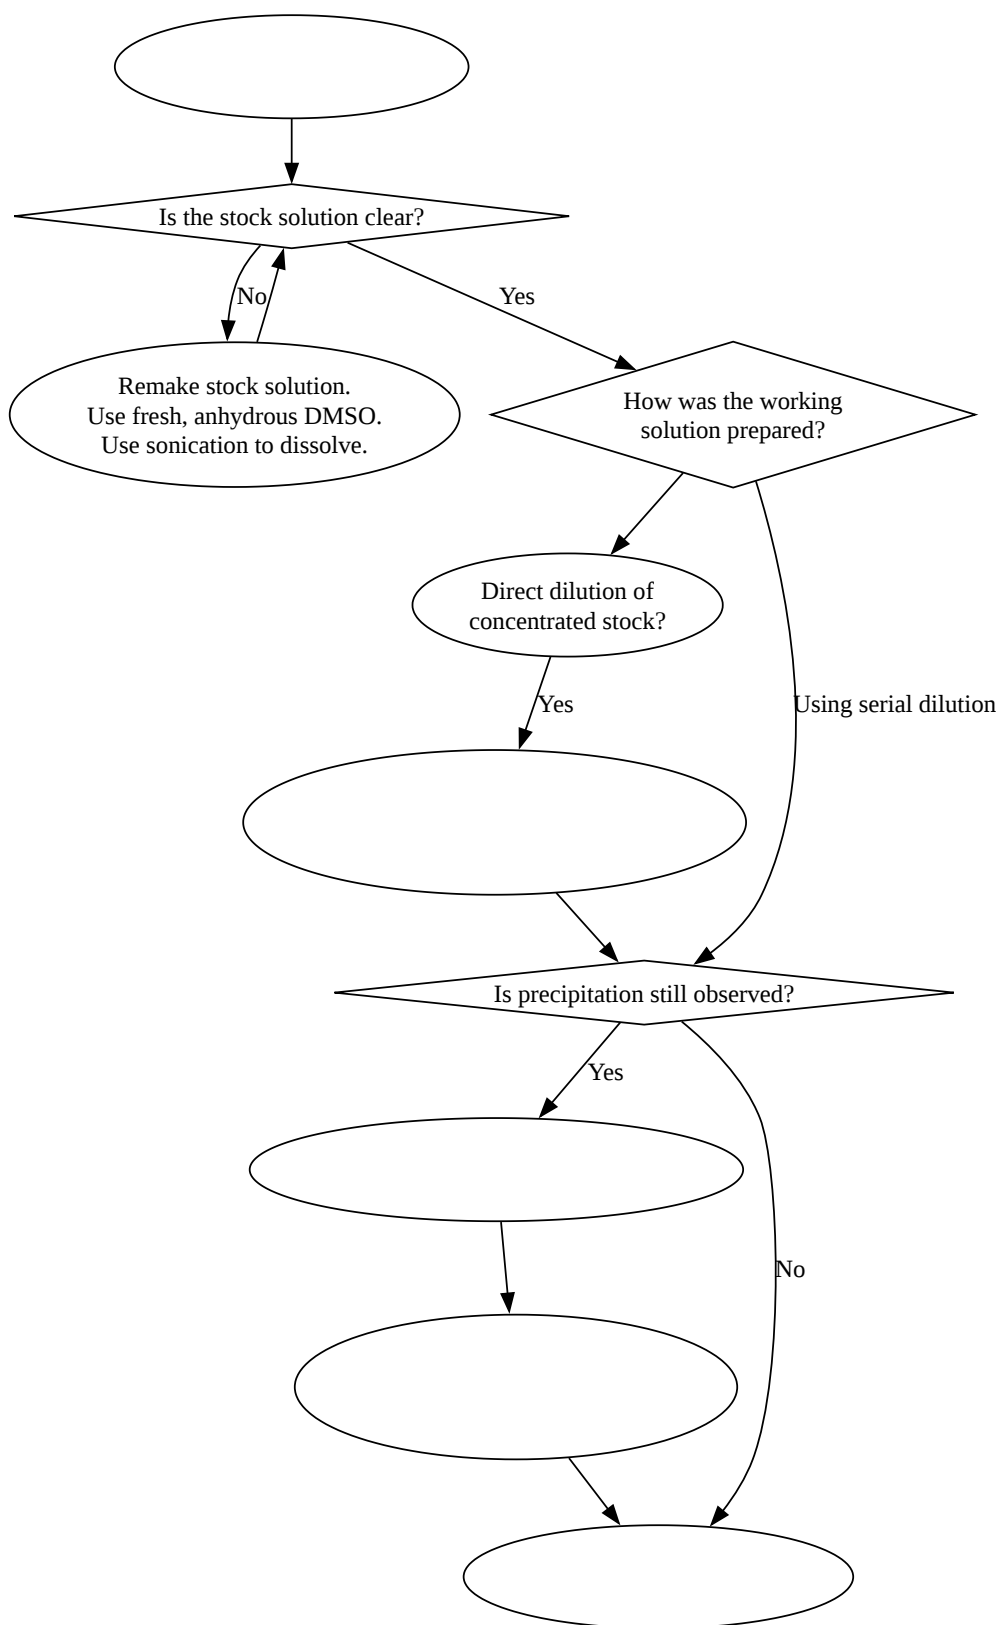 Is the stock solution clear?
No
Yes
Remake stock solution.
Use fresh, anhydrous DMSO.
Use sonication to dissolve.
How was the working
solution prepared?
Direct dilution of
concentrated stock?
Yes
Using serial dilution
Is precipitation still observed?
Yes
No